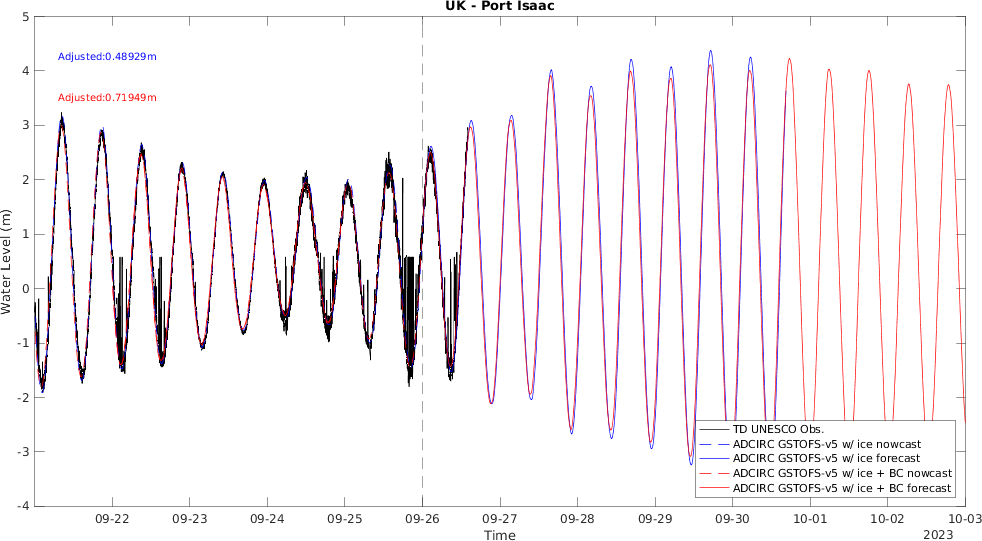 UK - Port Isaac
5
4
3
2
1
0
-1
-2
-3
-4
Water Level (m)
Adjusted:0.48929m
Adjusted:0.71949m
TD UNESCO Obs.
ADCIRC GSTOFS-v5 w/ ice nowcast
ADCIRC GSTOFS-v5 w/ ice forecast
ADCIRC GSTOFS-v5 w/ ice + BC nowcast
ADCIRC GSTOFS-v5 w/ ice + BC forecast
09-22 09-23 09-24 09-25 09-26 09-27 09-28 09-29 09-30 10-01 10-02 10-03
Time
2023